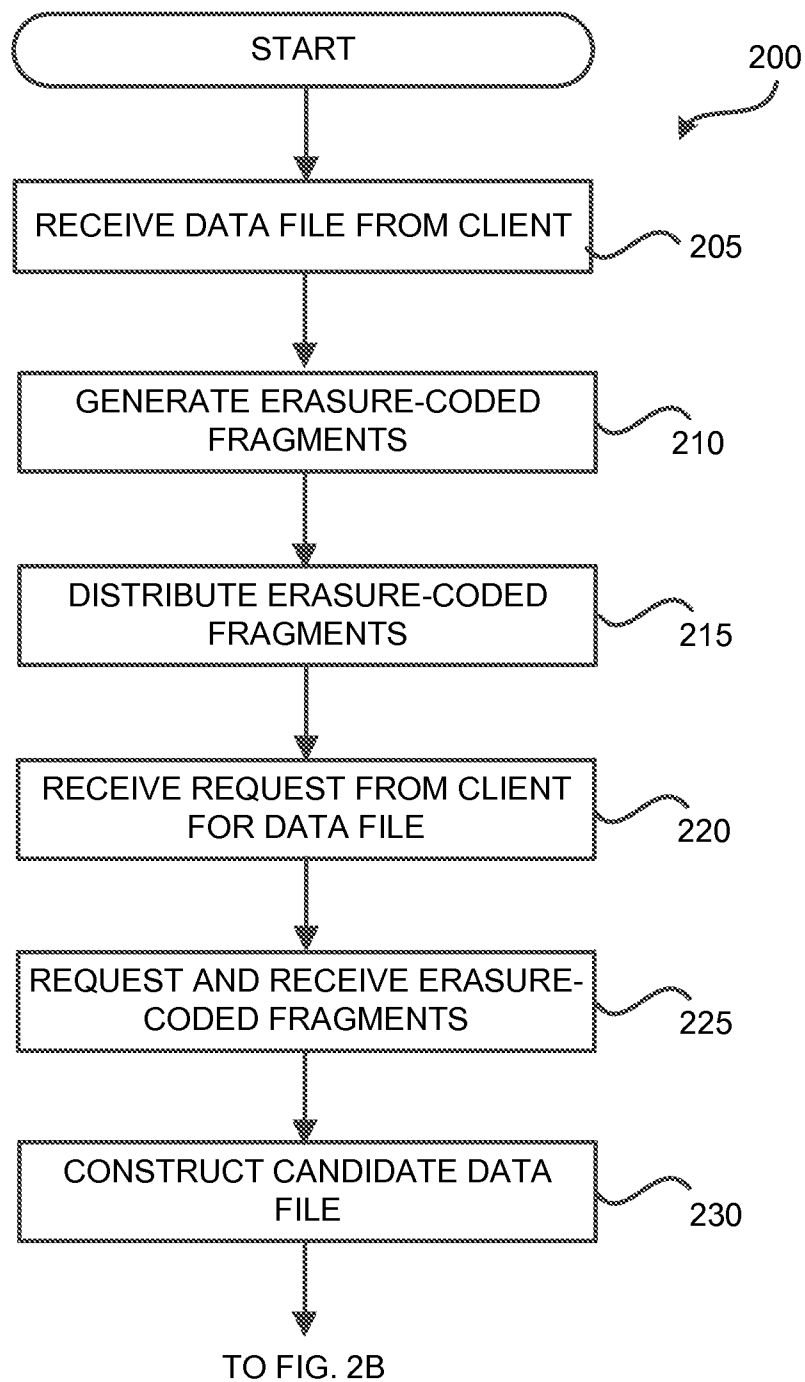 START
200
RECEIVE DATA FILE FROM CLIENT
205
GENERATE ERASURE-CODED
FRAGMENTS
210
DISTRIBUTE ERASURE-CODED
FRAGMENTS
215
RECEIVE REQUEST FROM CLIENT
FOR DATA FILE
220
REQUEST AND RECEIVE ERASURE-
CODED FRAGMENTS
225
CONSTRUCT CANDIDATE DATA
FILE
230
TO FIG. 2B